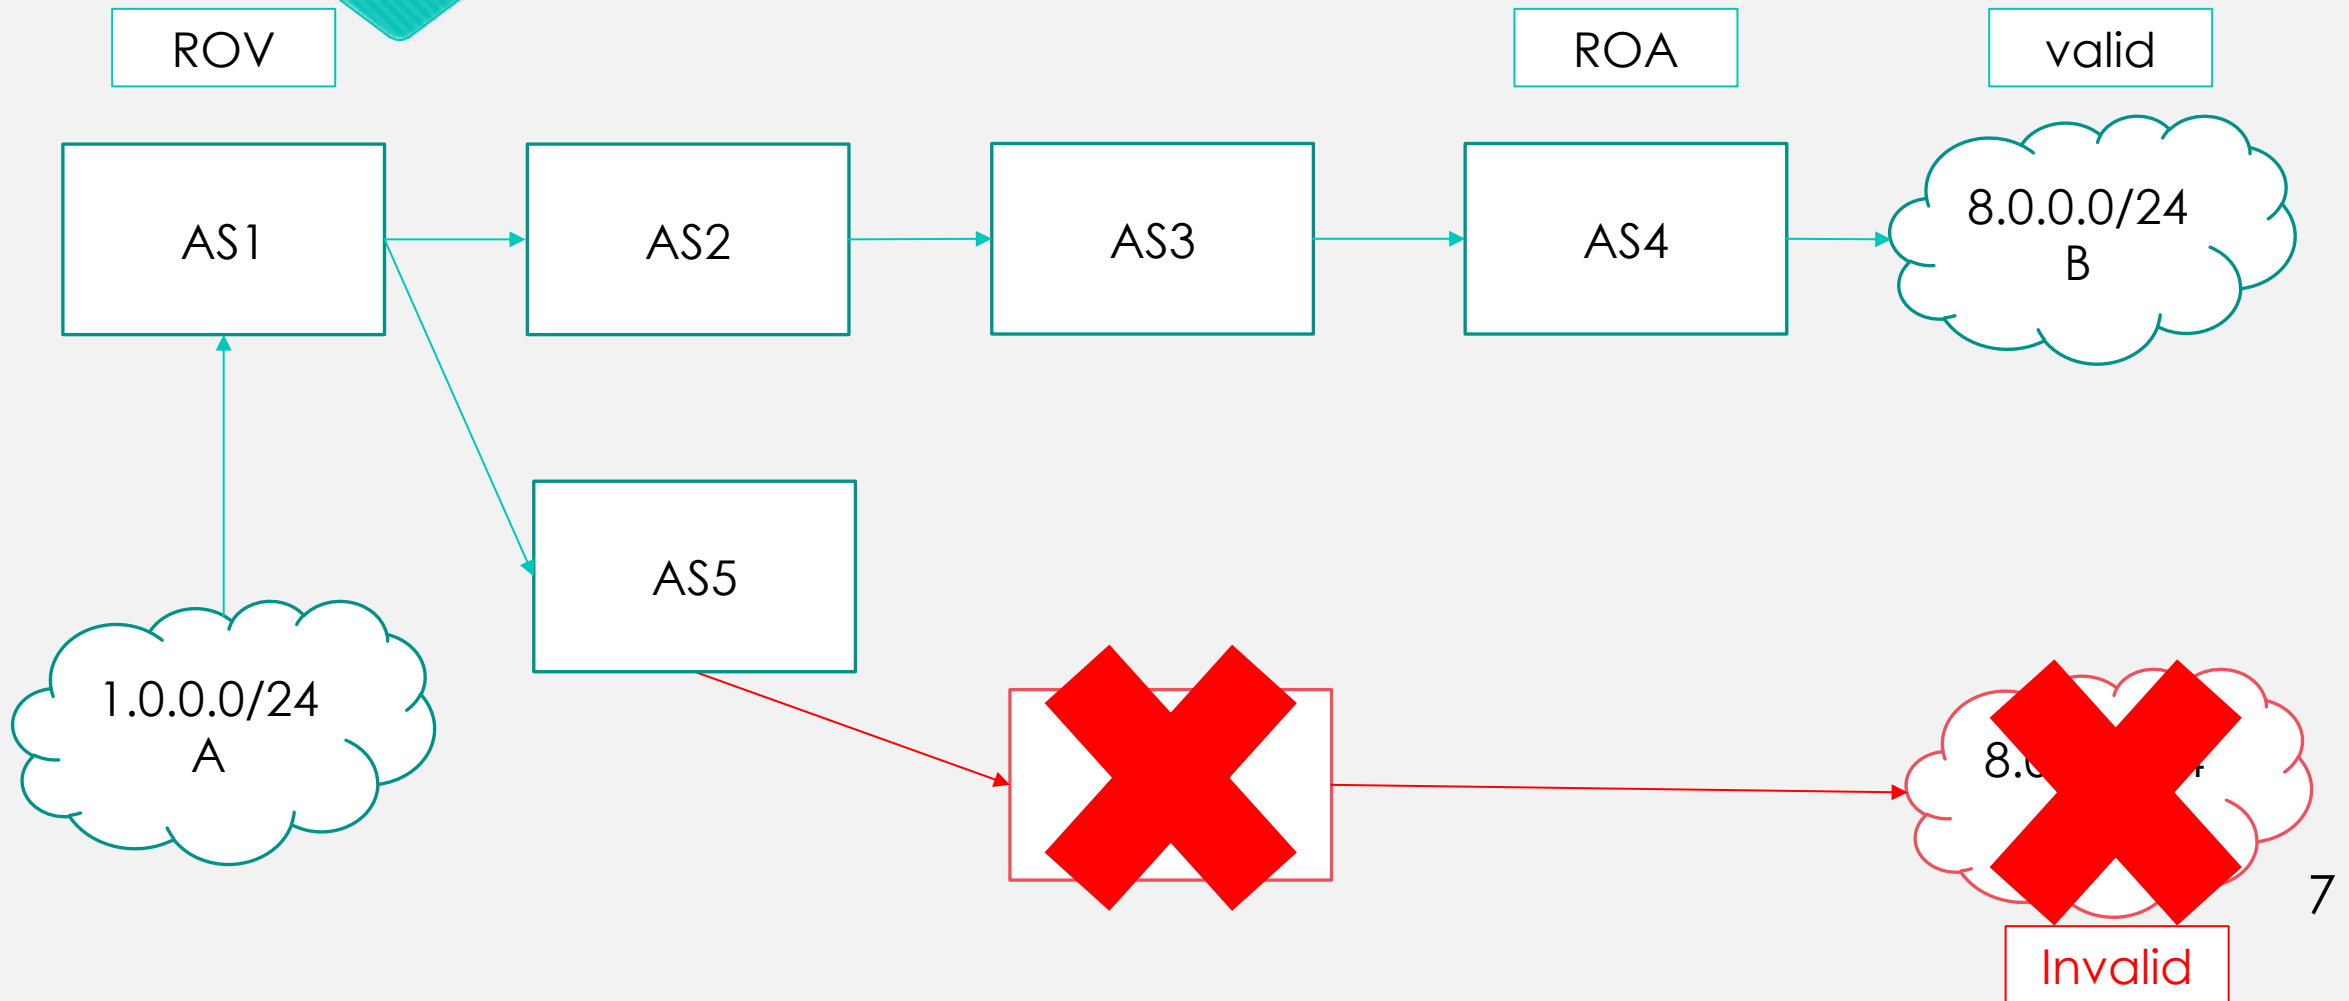 ROV
ROA
valid
AS1
AS2
AS3
AS4
8.0.0.0/24
B
AS5
1.0.0.0/24
A
7
Invalid